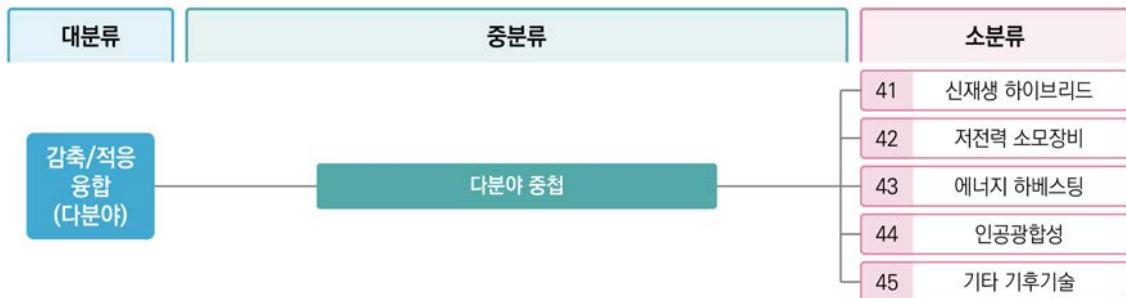 대분류
중분류
소분류
감축/적응
융합
(다분야)
다분야 중첩
41 신재생 하이브리드
42 저전력 소모장비
43 에너지 하베스팅
44 인공광합성
45 기타 기후기술